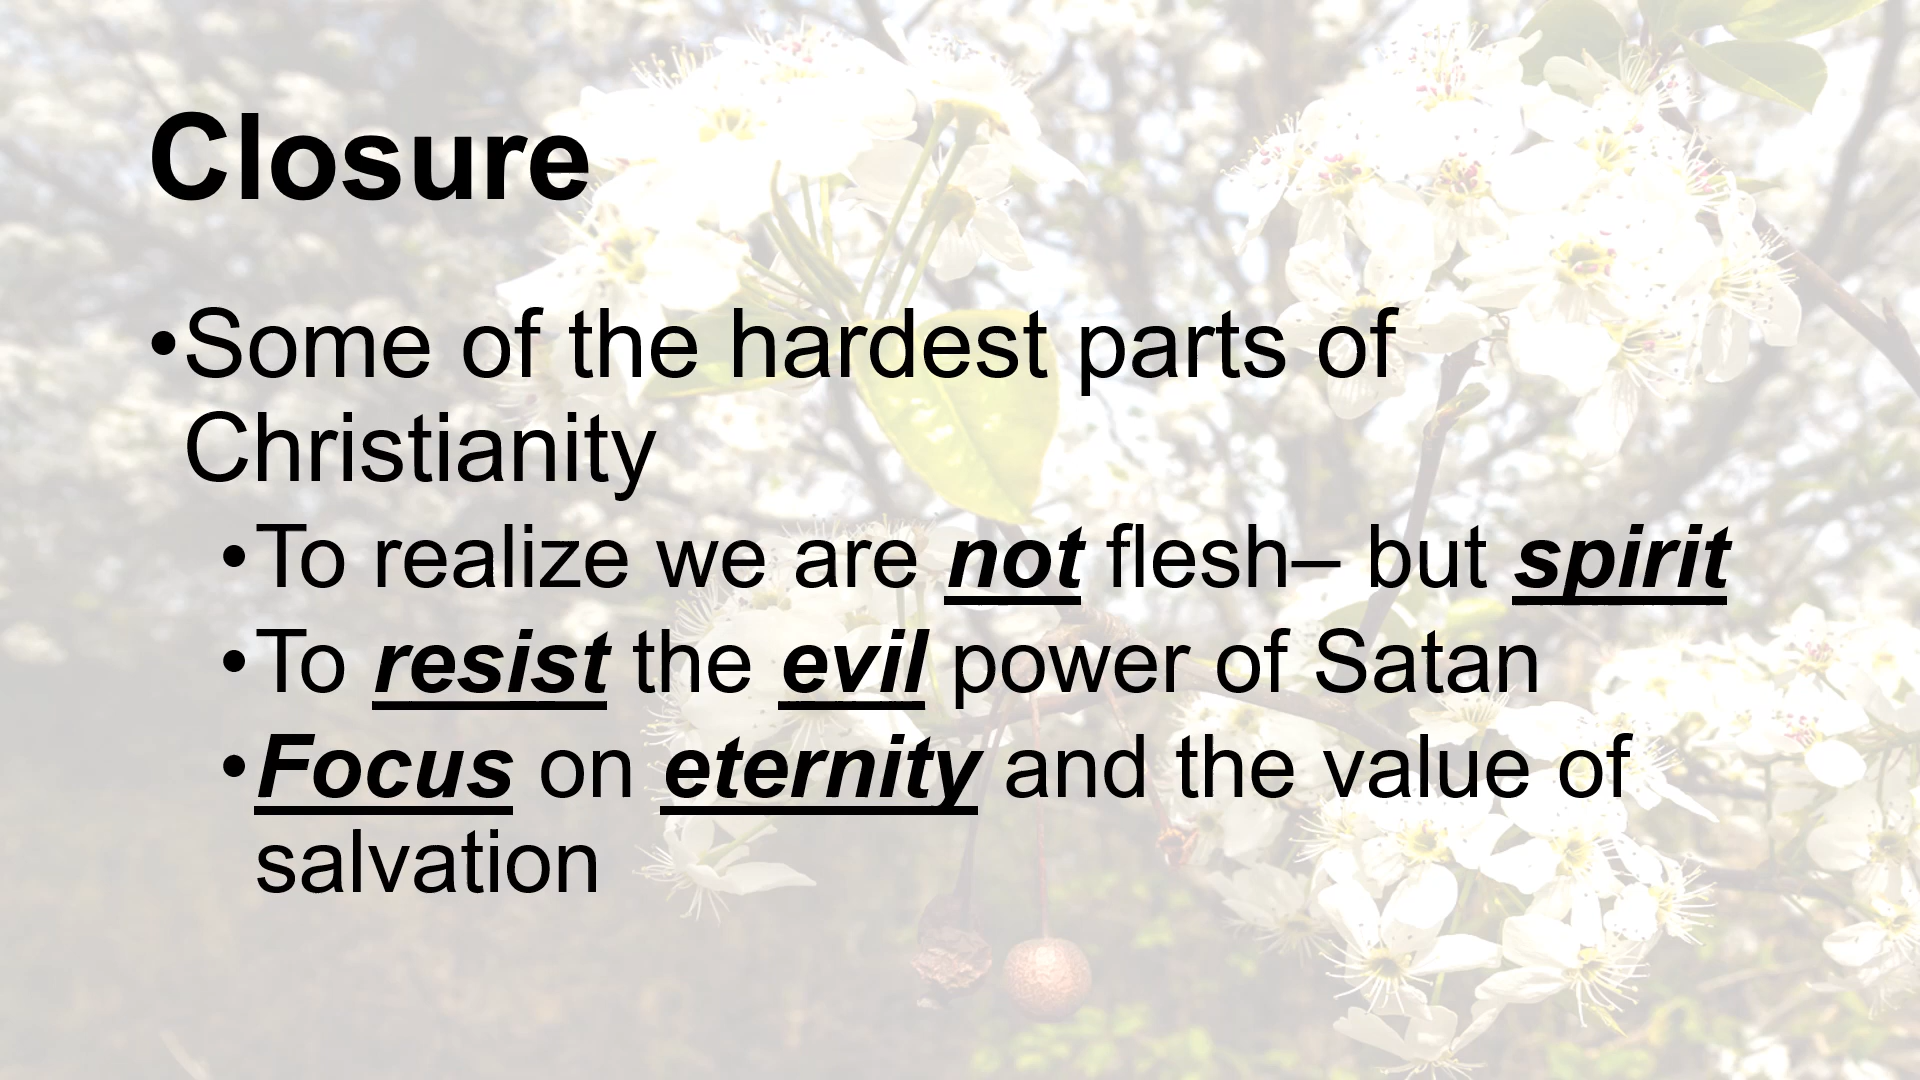 Closure
•Some of the hardest parts of
Christianity
•To realize we are not flesh– but spirit
•To resist the evil power of Satan
•Focus on eternity and the value of
salvation